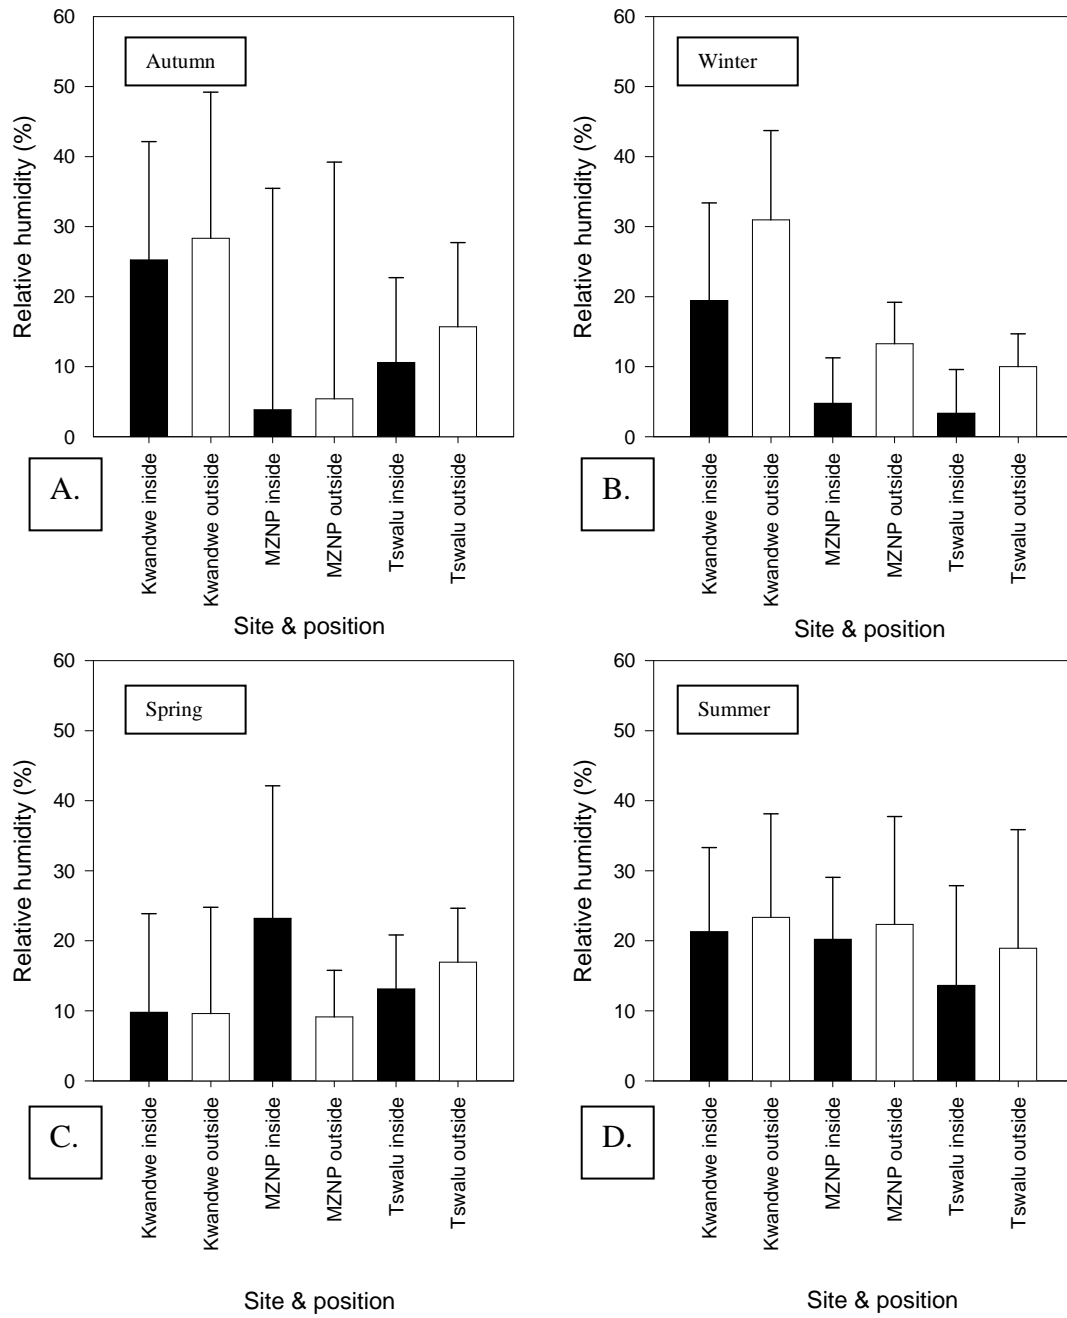 Autumn
Relative humidity (%)
60
50
40
30
20
10
0
Kwandwe inside
Kwandwe outside
MZNP inside
MZNP outside
Tswalu inside
Tswalu outside
A.
Site & position
Winter
Relative humidity (%)
60
50
40
30
20
10
0
Kwandwe inside
Kwandwe outside
MZNP inside
MZNP outside
Tswalu inside
Tswalu outside
B.
Site & position
Spring
Relative humidity (%)
60
50
40
30
20
10
0
Kwandwe inside
Kwandwe outside
MZNP inside
MZNP outside
Tswalu inside
Tswalu outside
C.
Site & position
Summer
Relative humidity (%)
60
50
40
30
20
10
0
Kwandwe inside
Kwandwe outside
MZNP inside
MZNP outside
Tswalu inside
Tswalu outside
D.
Site & position